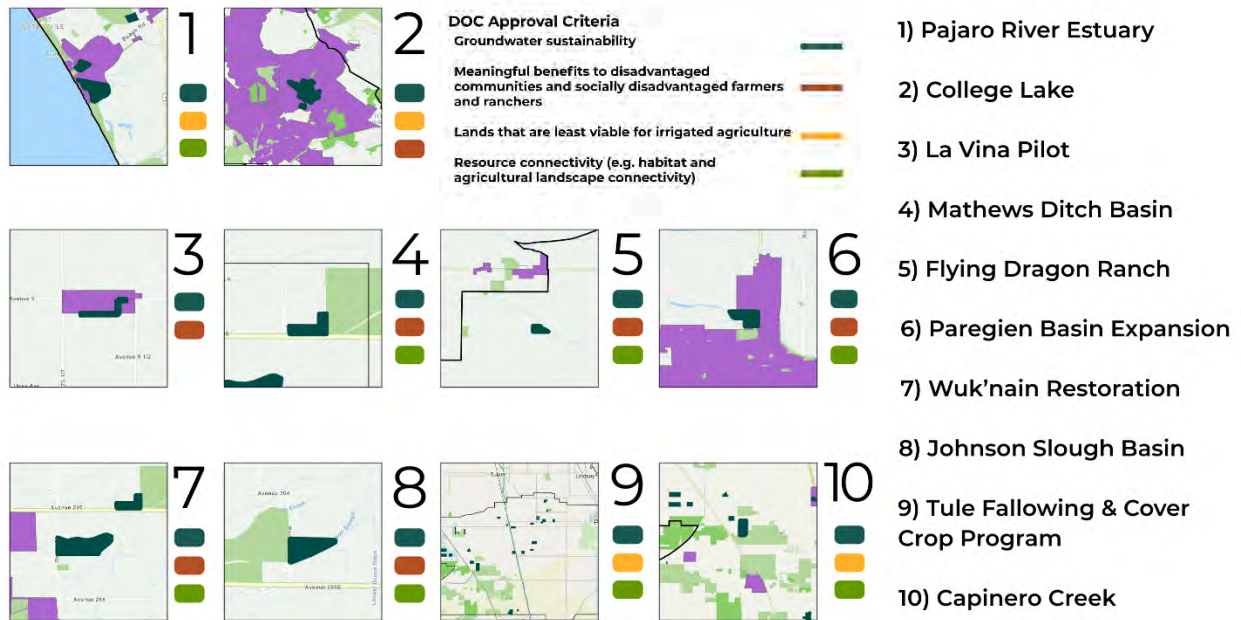 1
2
DOC Approval Criteria
Groundwater sustainability
Meaningful benefits to disadvantaged
communities and socially disadvantaged farmers
and ranchers
Lands that are least viable for irrigated agriculture
Resource connectivity (e.g. habitat and
agricultural landscape connectivity)
3
Avenue 9
Avenue 8 1/2
4
5
6
7
Avenue 296
Avenue 288
8
Avenue 304
9
10
1) Pajaro River Estuary
2) College Lake
3) La Vina Pilot
4) Mathews Ditch Basin
5) Flying Dragon Ranch
6) Paregien Basin Expansion
7) Wuk'nain Restoration
8) Johnson Slough Basin
9) Tule Fallowing & Cover
Crop Program
10) Capinero Creek